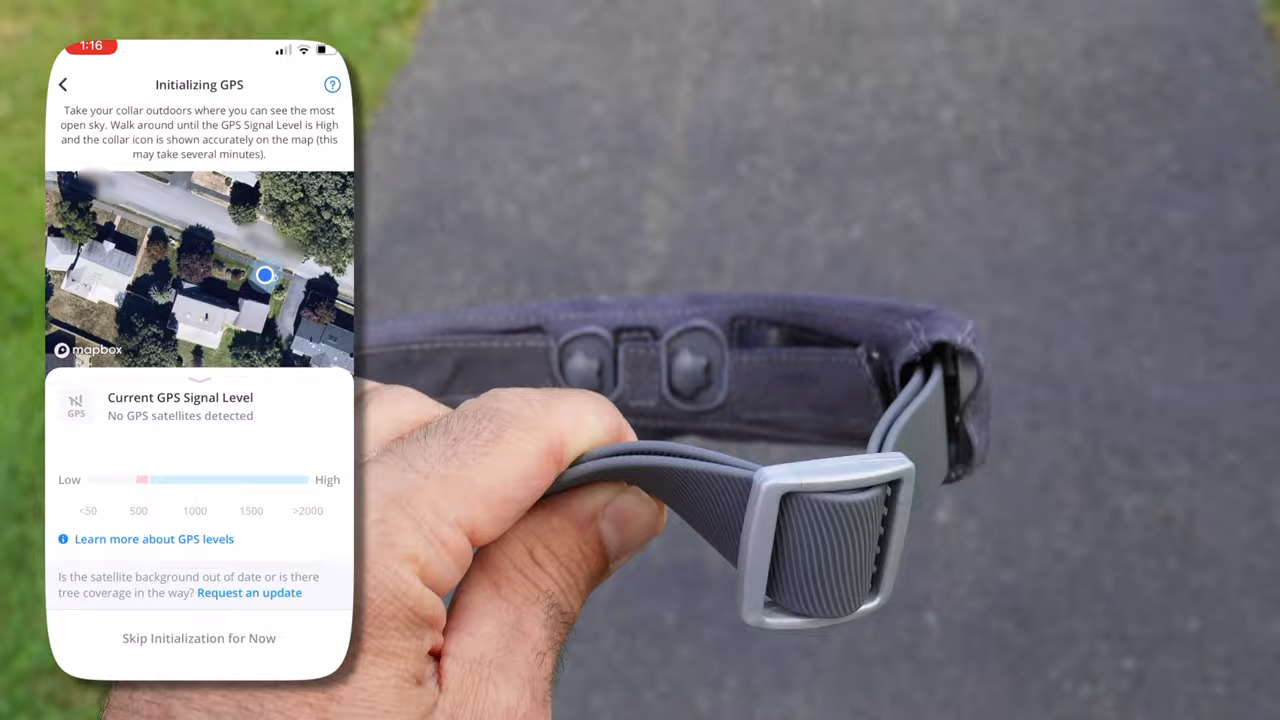 1:16
Initializing GPS
?
Take your collar outdoors where you can see the most
open sky. Walk around until the GPS Signal Level is High
and the collar icon is shown accurately on the map (this
may take several minutes).
mapbox
GPS
Current GPS Signal Level
No GPS satellites detected
Low High
<50 500 1000 1500 >2000
Learn more about GPS levels
Is the satellite background out of date or is there
tree coverage in the way? Request an update
Skip Initialization for Now